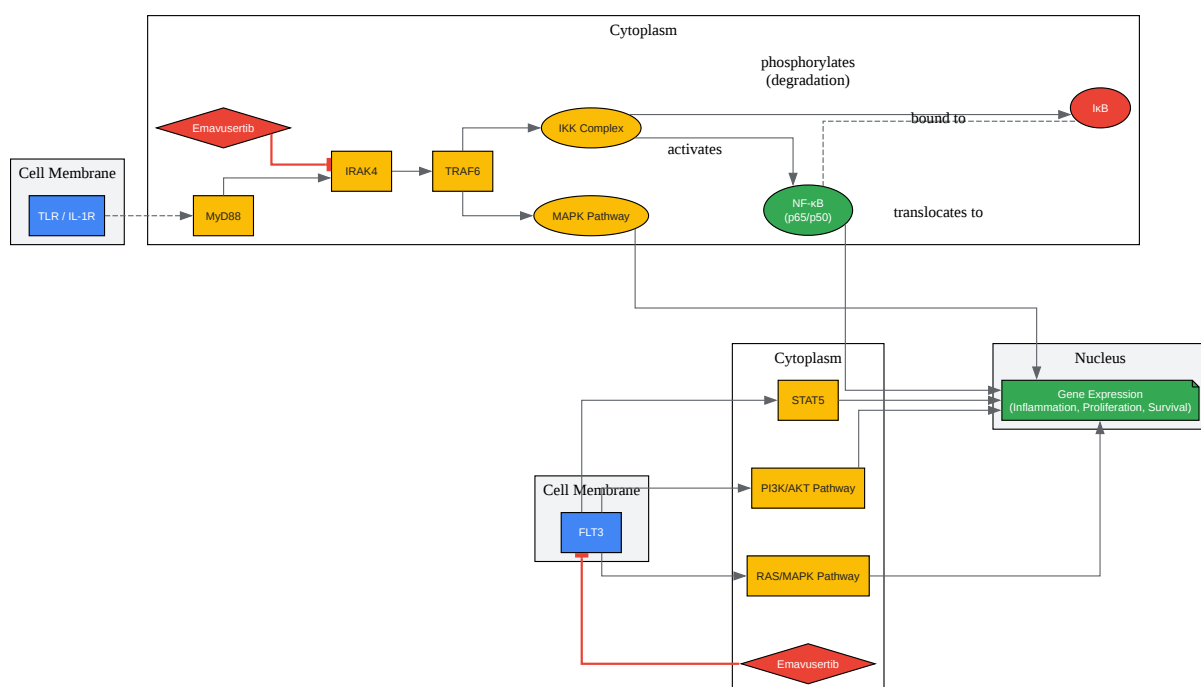 Cytoplasm
phosphorylates
(degradation)
IκB
Emavusertib
IKK Complex
bound to
activates
Cell Membrane
IRAK4
TRAF6
TLR / IL-1R
MyD88
MAPK Pathway
NF-κB
(p65/p50)
translocates to
Cytoplasm
Nucleus
STAT5
Gene Expression
(Inflammation, Proliferation, Survival)
Cell Membrane
PI3K/AKT Pathway
FLT3
RAS/MAPK Pathway
Emavusertib